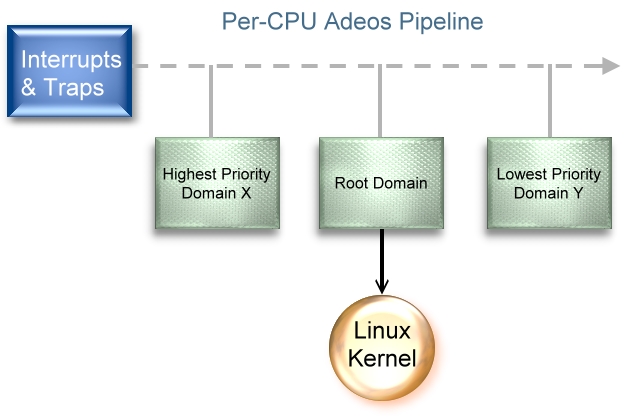 Per-CPU Adeos Pipeline
Interrupts
& Traps
Highest Priority
Domain X
Root Domain
Lowest Priority
Domain Y
Linux
Kernel